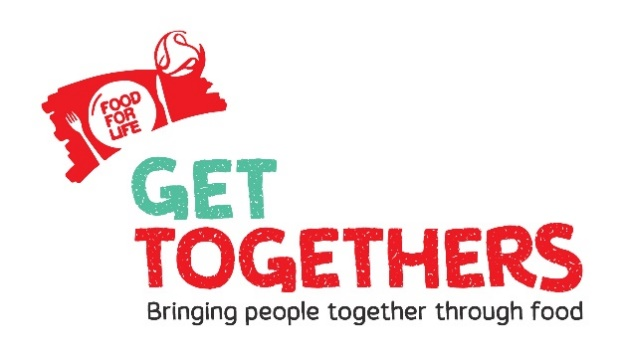 FOOD
FOR
LIFE
GET
TOGETHERS
Bringing people together through food